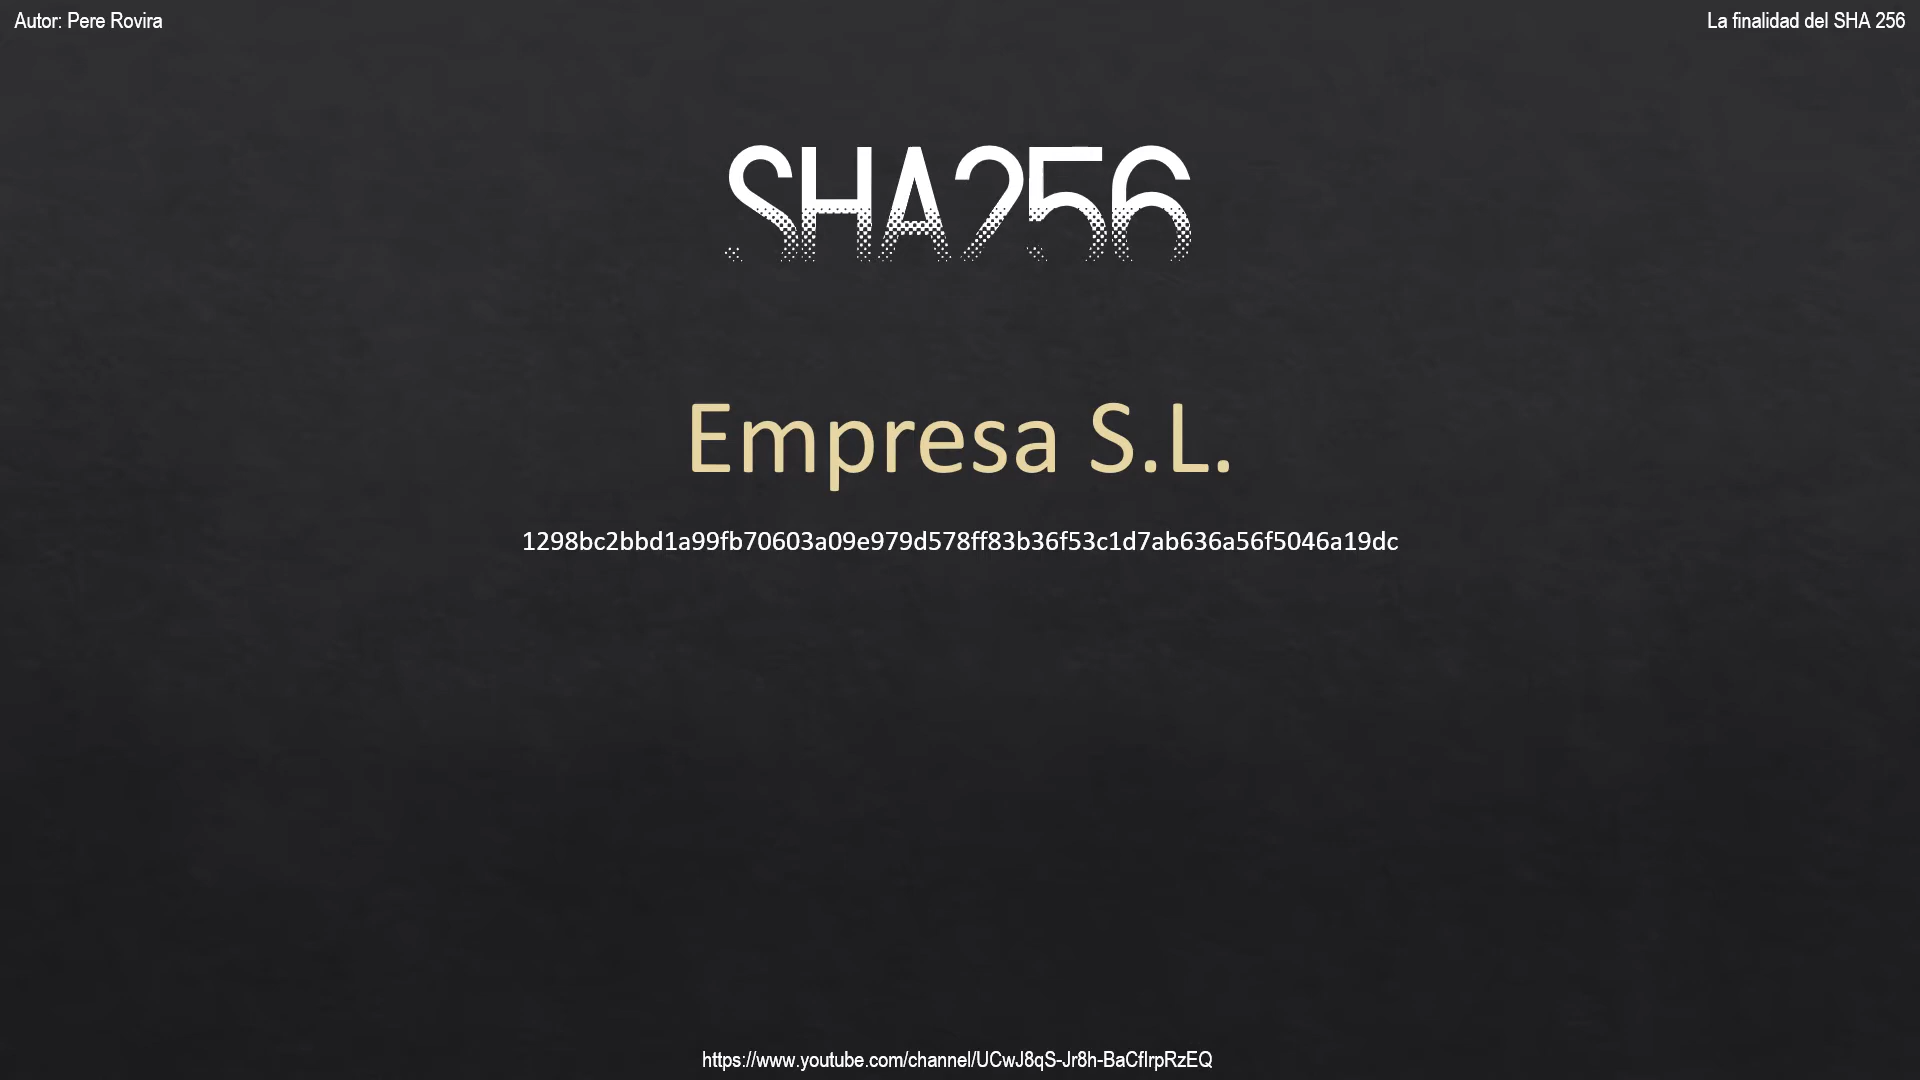 Autor: Pere Rovira
La finalidad del SHA 256
SHA256
Empresa S.L.
1298bc2bbd1a99fb70603a09e979d578ff83b36f53c1d7ab636a56f5046a19dc
https://www.youtube.com/channel/UCwJ8qS-Jr8h-BaCfIrpRzEQ